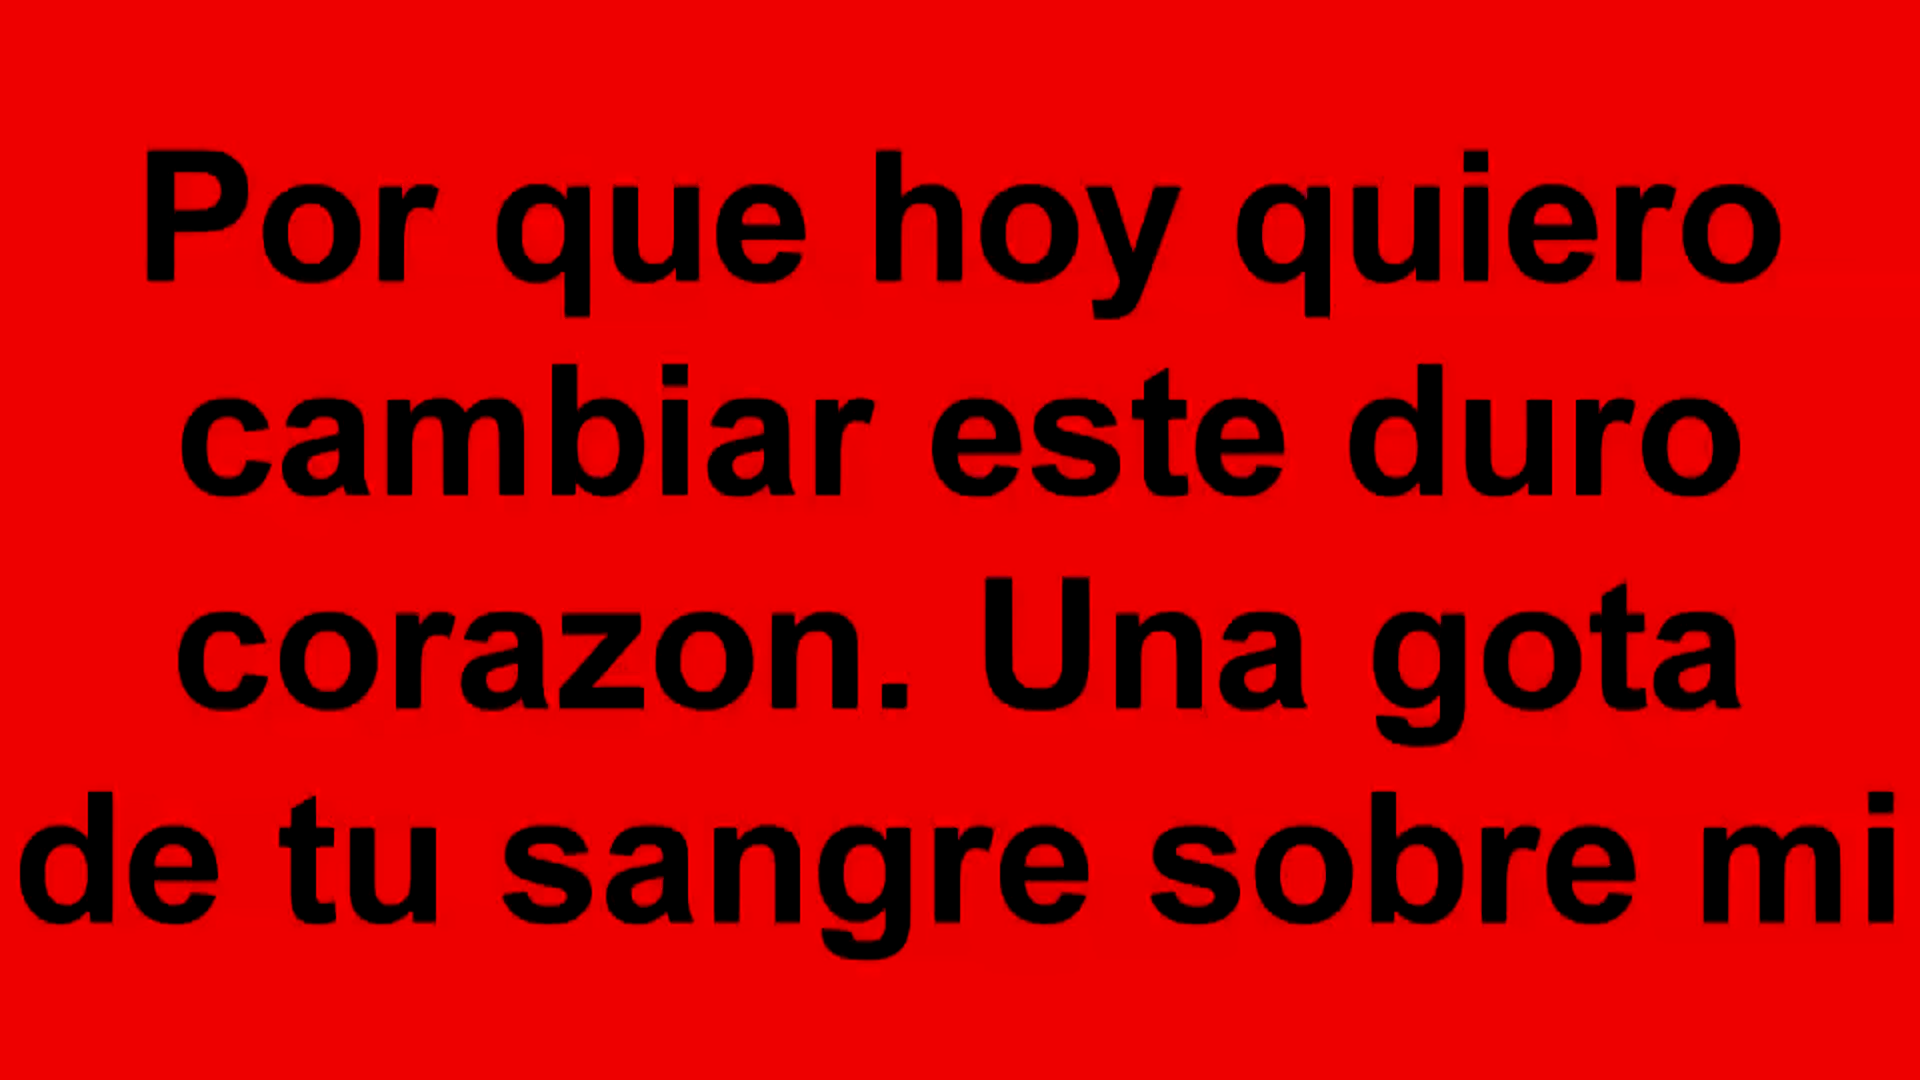 Por que hoy quiero
cambiar este duro
corazon. Una gota
de tu sangre sobre mi